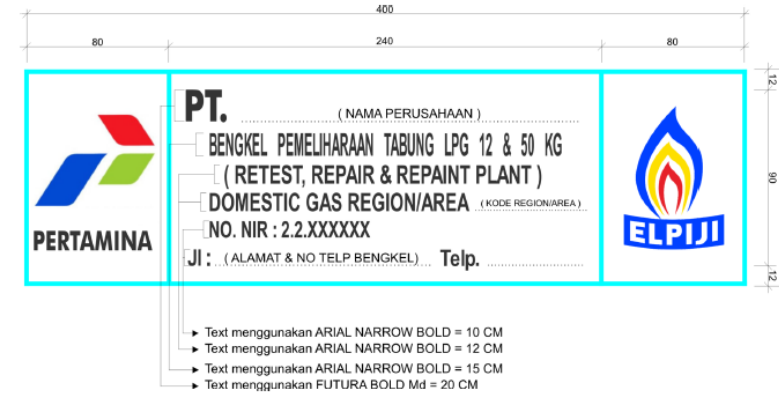 400
80
240
80
12
PT. ( NAMA PERUSAHAAN )
BENGKEL PEMELIHARAAN TABUNG LPG 12 & 50 KG
( RETEST, REPAIR & REPAINT PLANT )
DOMESTIC GAS REGION/AREA ( KODE REGION/AREA )
NO. NIR : 2.2.XXXXXX
Jl : ( ALAMAT & NO TELP BENGKEL) Telp.
PERTAMINA
ELPIJI
90
12
Text menggunakan ARIAL NARROW BOLD = 10 CM
Text menggunakan ARIAL NARROW BOLD = 12 CM
Text menggunakan ARIAL NARROW BOLD = 15 CM
Text menggunakan FUTURA BOLD Md = 20 CM